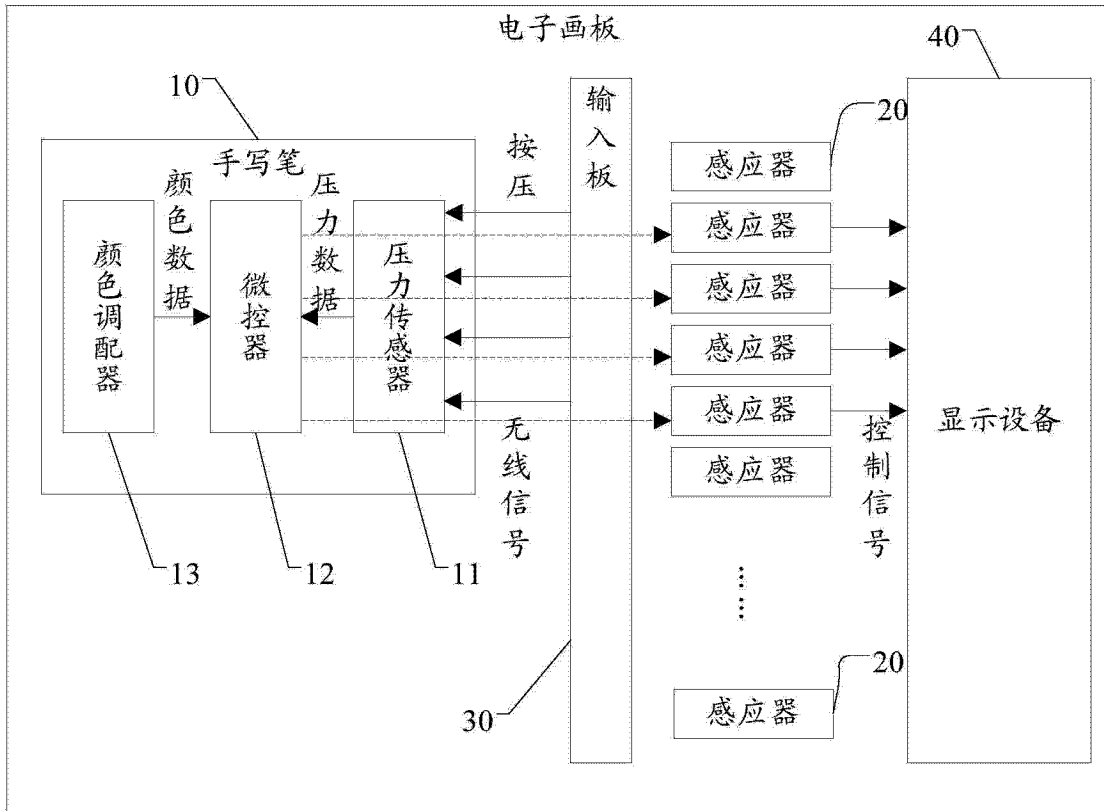 电子画板
40
10
20
手写笔
颜色数据
压力数据
按压
输入板
感应器
感应器
感应器
感应器
感应器
感应器
颜色调配器
微控器
压力传感器
无线信号
控制信号
显示设备
13
12
11
……
30
20
感应器